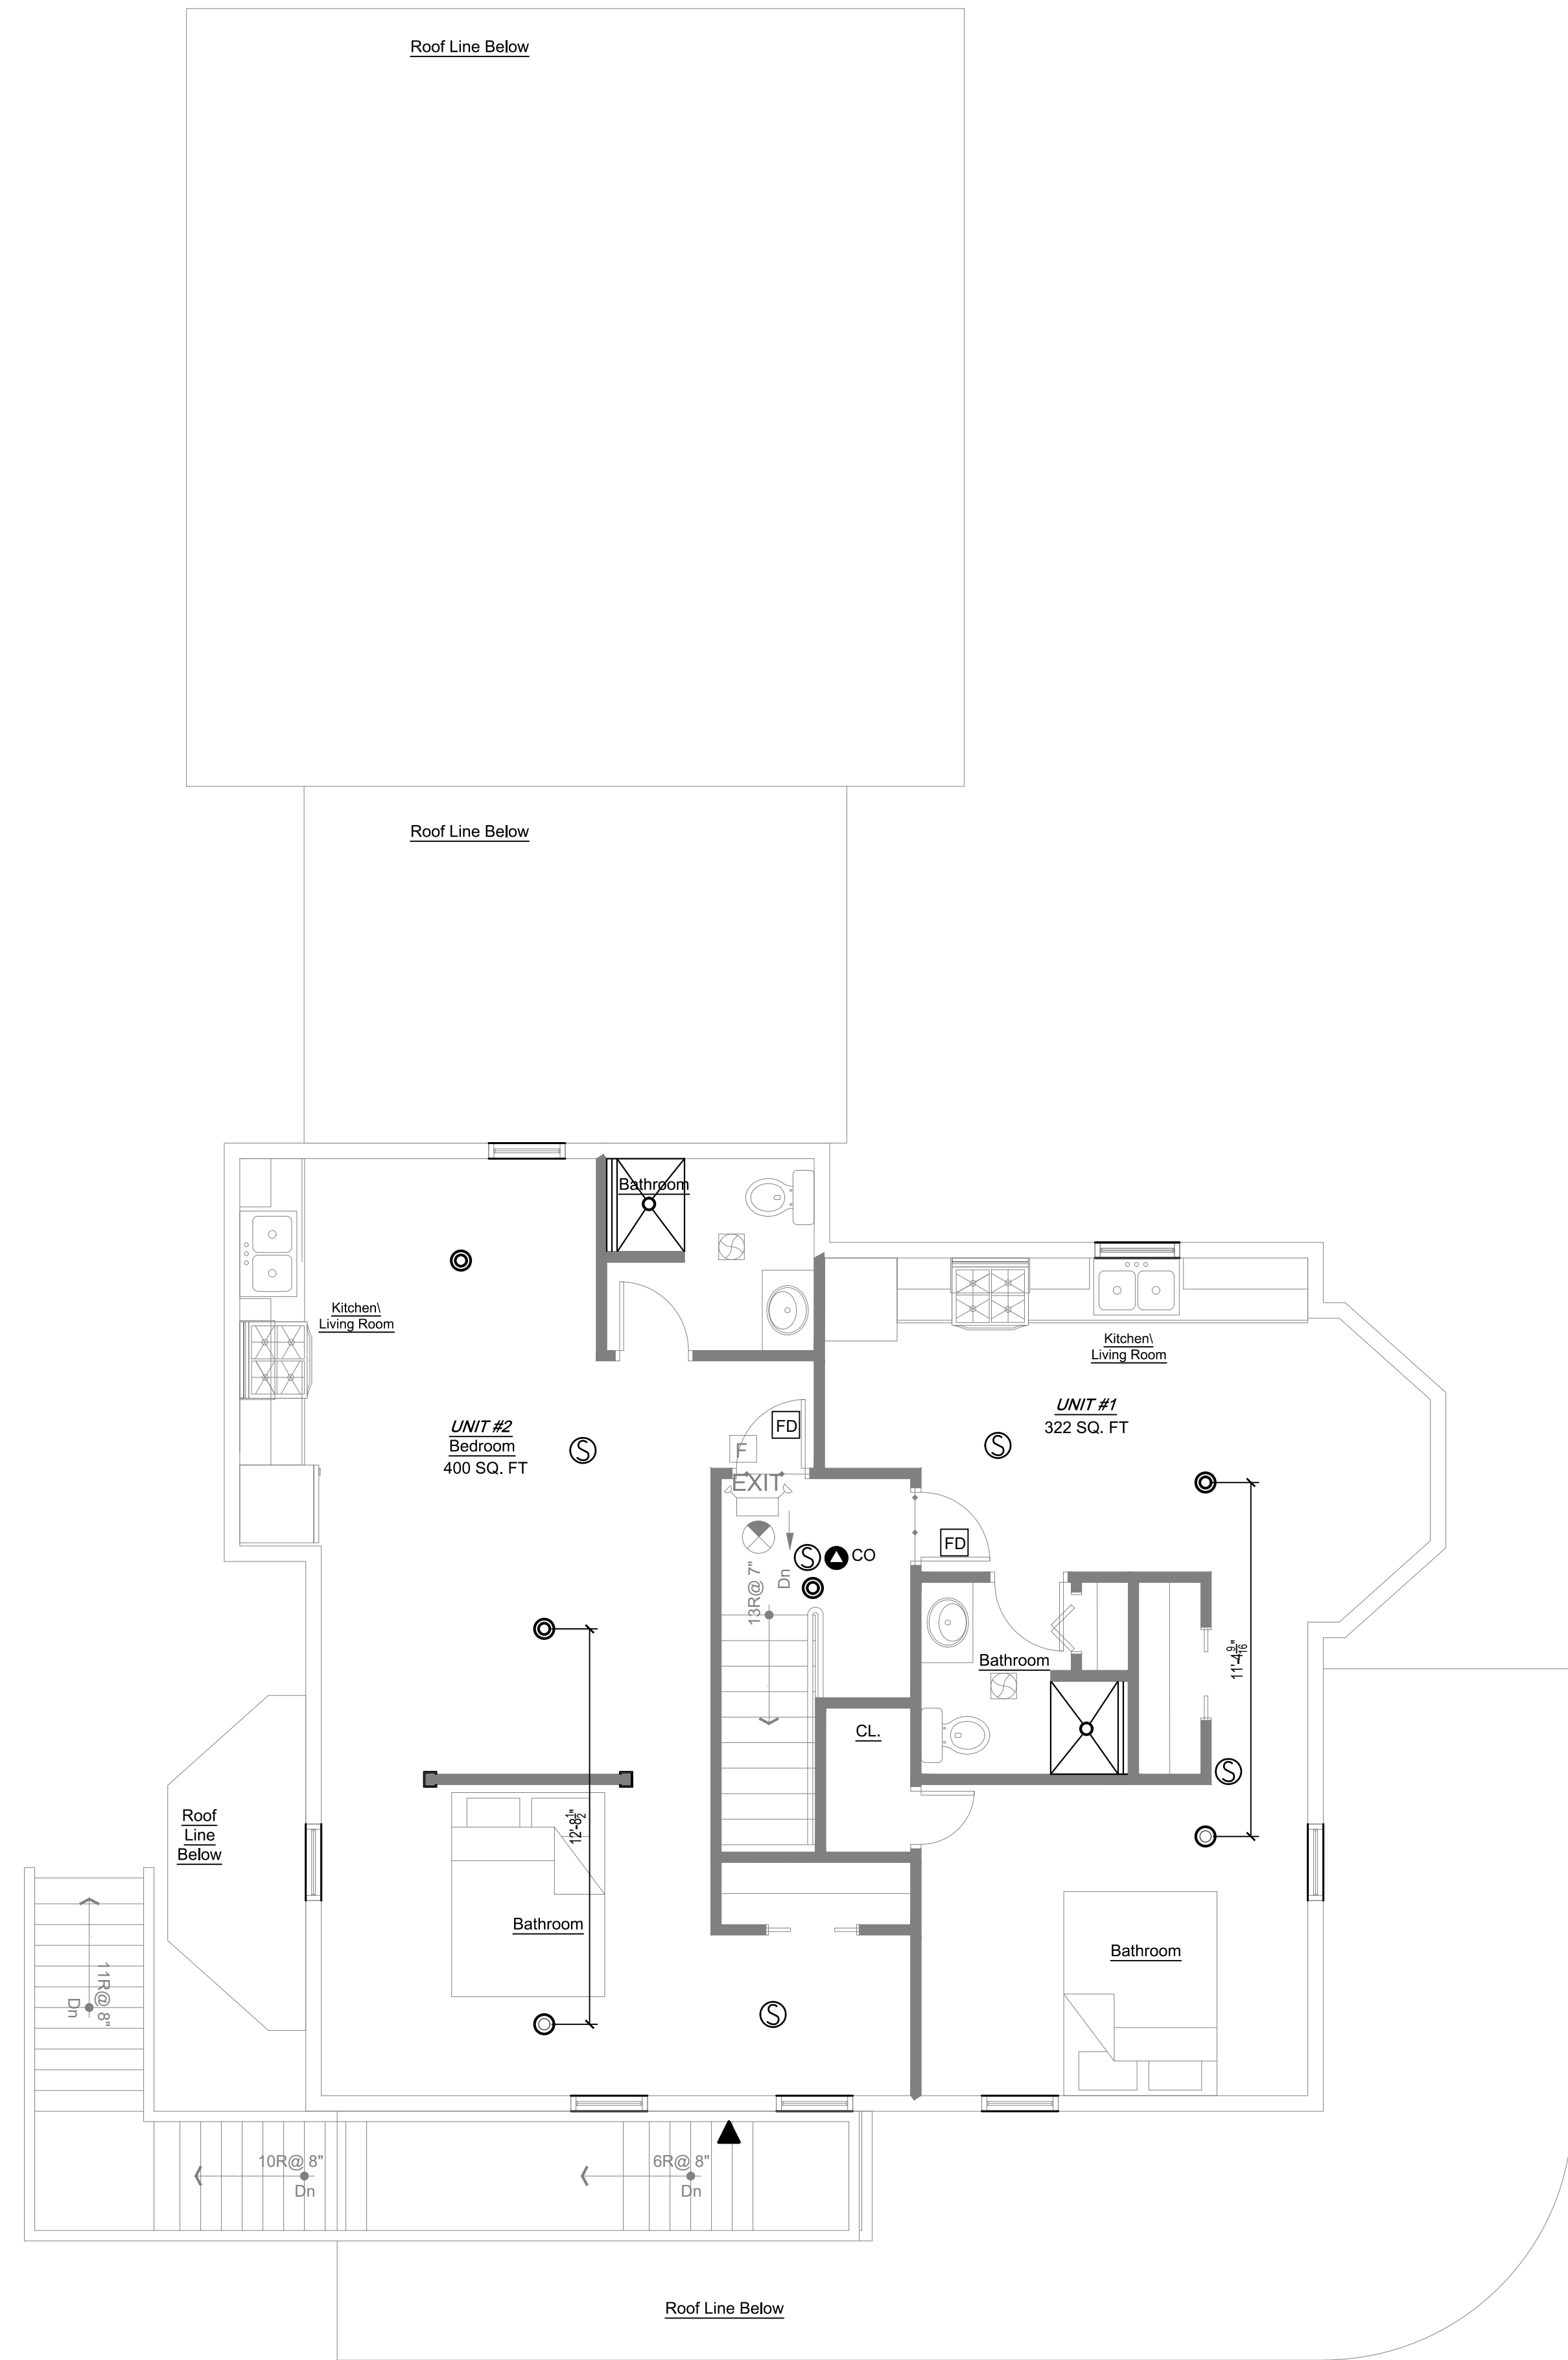 Roof Line Below
Roof Line Below
Bathroom
Kitchen\
Living Room
Kitchen\
Living Room
UNIT #2
Bedroom
400 SQ. FT
UNIT #1
322 SQ. FT
S
S
FD
F
EXIT
FD
S
CO
13R@ 7"
Dn
Bathroom
11'-4 9/16"
CL.
S
Roof
Line
Below
12'-8 1/2"
Bathroom
Bathroom
11R@ 8"
Dn
S
10R@ 8"
Dn
6R@ 8"
Dn
Roof Line Below